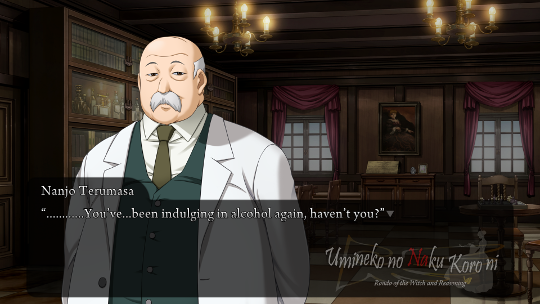 Nanjo Terumasa
“............You’ve...been indulging in alcohol again, haven’t you?”
Umineko no Naku Koro ni
Rondo of the Witch and Reasoning